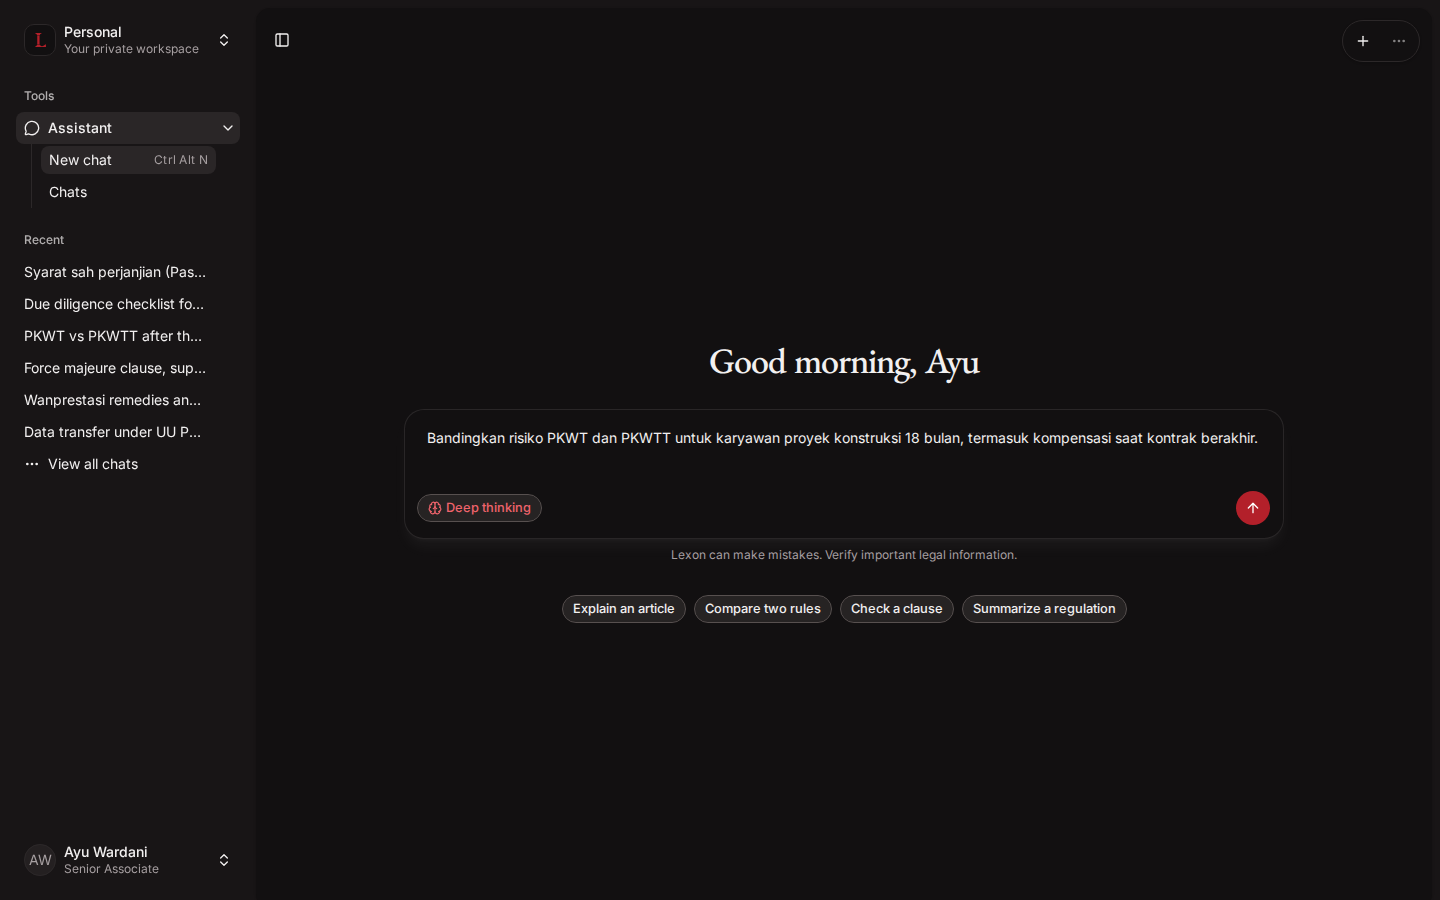 L
Personal
Your private workspace
Tools
Assistant
New chat
Ctrl Alt N
Chats
Recent
Syarat sah perjanjian (Pas...
Due diligence checklist fo...
PKWT vs PKWTT after th...
Force majeure clause, sup...
Wanprestasi remedies an...
Data transfer under UU P...
View all chats
AW
Ayu Wardani
Senior Associate
Good morning, Ayu
Bandingkan risiko PKWT dan PKWTT untuk karyawan proyek konstruksi 18 bulan, termasuk kompensasi saat kontrak berakhir.
Deep thinking
Lexon can make mistakes. Verify important legal information.
Explain an article
Compare two rules
Check a clause
Summarize a regulation